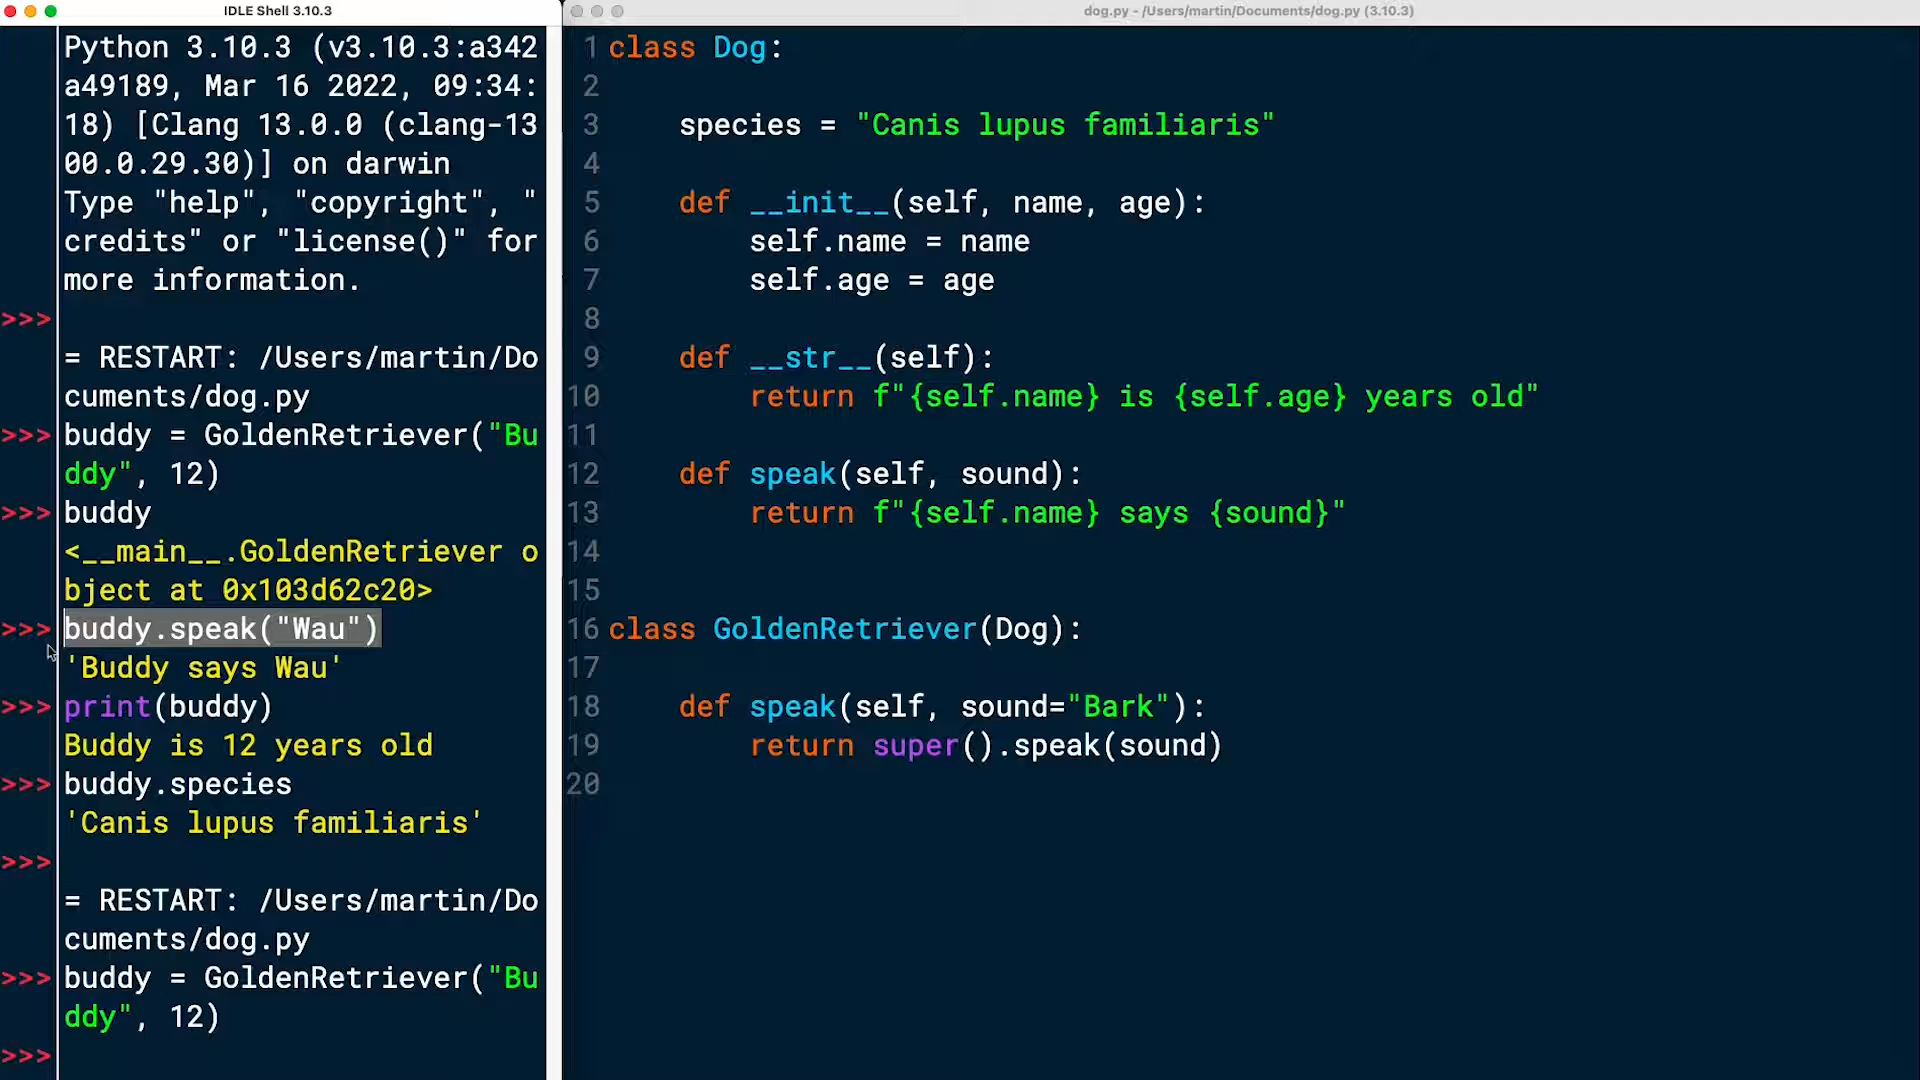 IDLE Shell 3.10.3
Python 3.10.3 (v3.10.3:a342
a49189, Mar 16 2022, 09:34:
18) [Clang 13.0.0 (clang-13
00.0.29.30)] on darwin
Type "help", "copyright", "
credits" or "license()" for
more information.
>>>
= RESTART: /Users/martin/Do
cuments/dog.py
>>> buddy = GoldenRetriever("Bu
ddy", 12)
>>> buddy
<__main__.GoldenRetriever o
bject at 0x103d62c20>
>>> buddy.speak("Wau")
'Buddy says Wau'
>>> print(buddy)
Buddy is 12 years old
>>> buddy.species
'Canis lupus familiaris'
>>>
= RESTART: /Users/martin/Do
cuments/dog.py
>>> buddy = GoldenRetriever("Bu
ddy", 12)
>>>
dog.py - /Users/martin/Documents/dog.py (3.10.3)
1 class Dog:
2
3     species = "Canis lupus familiaris"
4
5     def __init__(self, name, age):
6         self.name = name
7         self.age = age
8
9     def __str__(self):
10         return f"{self.name} is {self.age} years old"
11
12     def speak(self, sound):
13         return f"{self.name} says {sound}"
14
15
16 class GoldenRetriever(Dog):
17
18     def speak(self, sound="Bark"):
19         return super().speak(sound)
20